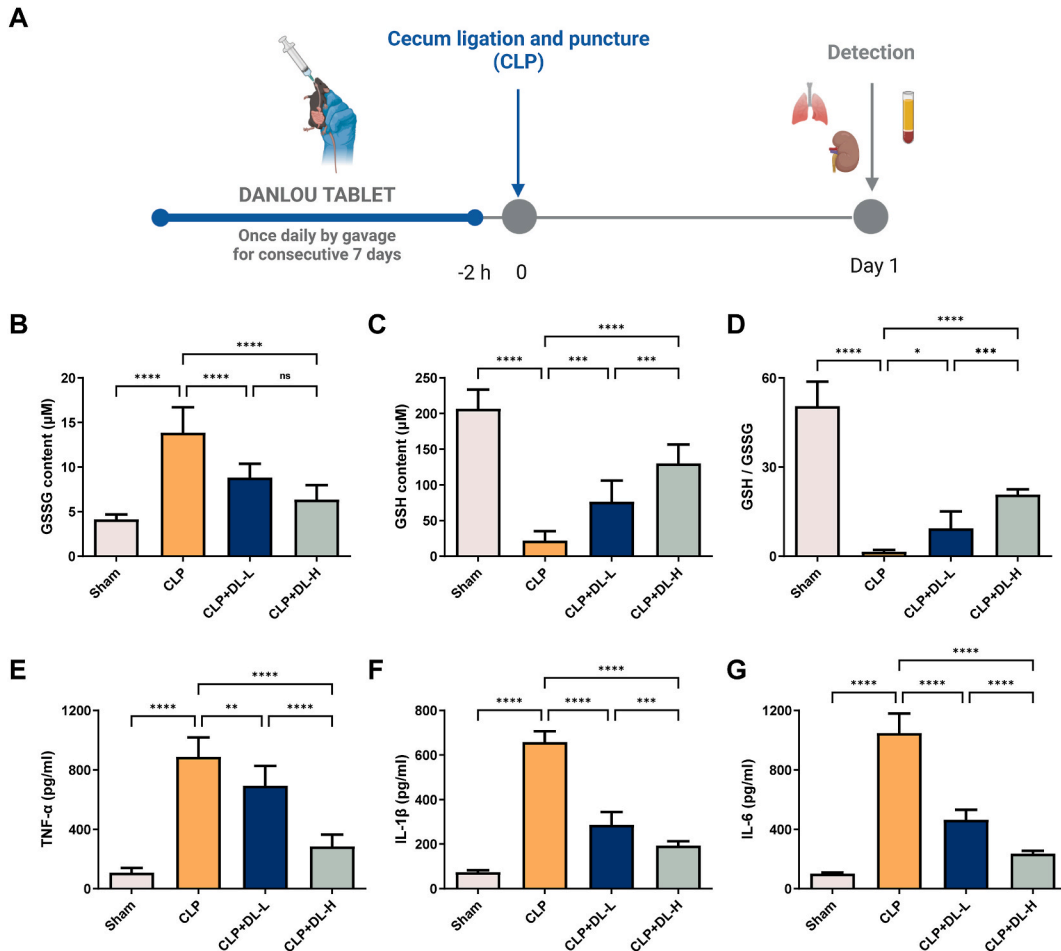 A
Cecum ligation and puncture
(CLP)
Detection
DANLOU TABLET
Once daily by gavage
for consecutive 7 days
-2 h
0
Day 1
B
****
****
****
ns
20
15
10
5
0
GSSG content (µM)
Sham
CLP
CLP+DL-L
CLP+DL-H
C
****
****
***
***
250
200
150
100
50
0
GSH content (µM)
Sham
CLP
CLP+DL-L
CLP+DL-H
D
****
****
*
***
60
30
0
GSH / GSSG
Sham
CLP
CLP+DL-L
CLP+DL-H
E
****
****
**
****
1200
800
400
0
TNF-α (pg/ml)
Sham
CLP
CLP+DL-L
CLP+DL-H
F
****
****
****
***
800
600
400
200
0
IL-1β (pg/ml)
Sham
CLP
CLP+DL-L
CLP+DL-H
G
****
****
****
****
1200
800
400
0
IL-6 (pg/ml)
Sham
CLP
CLP+DL-L
CLP+DL-H